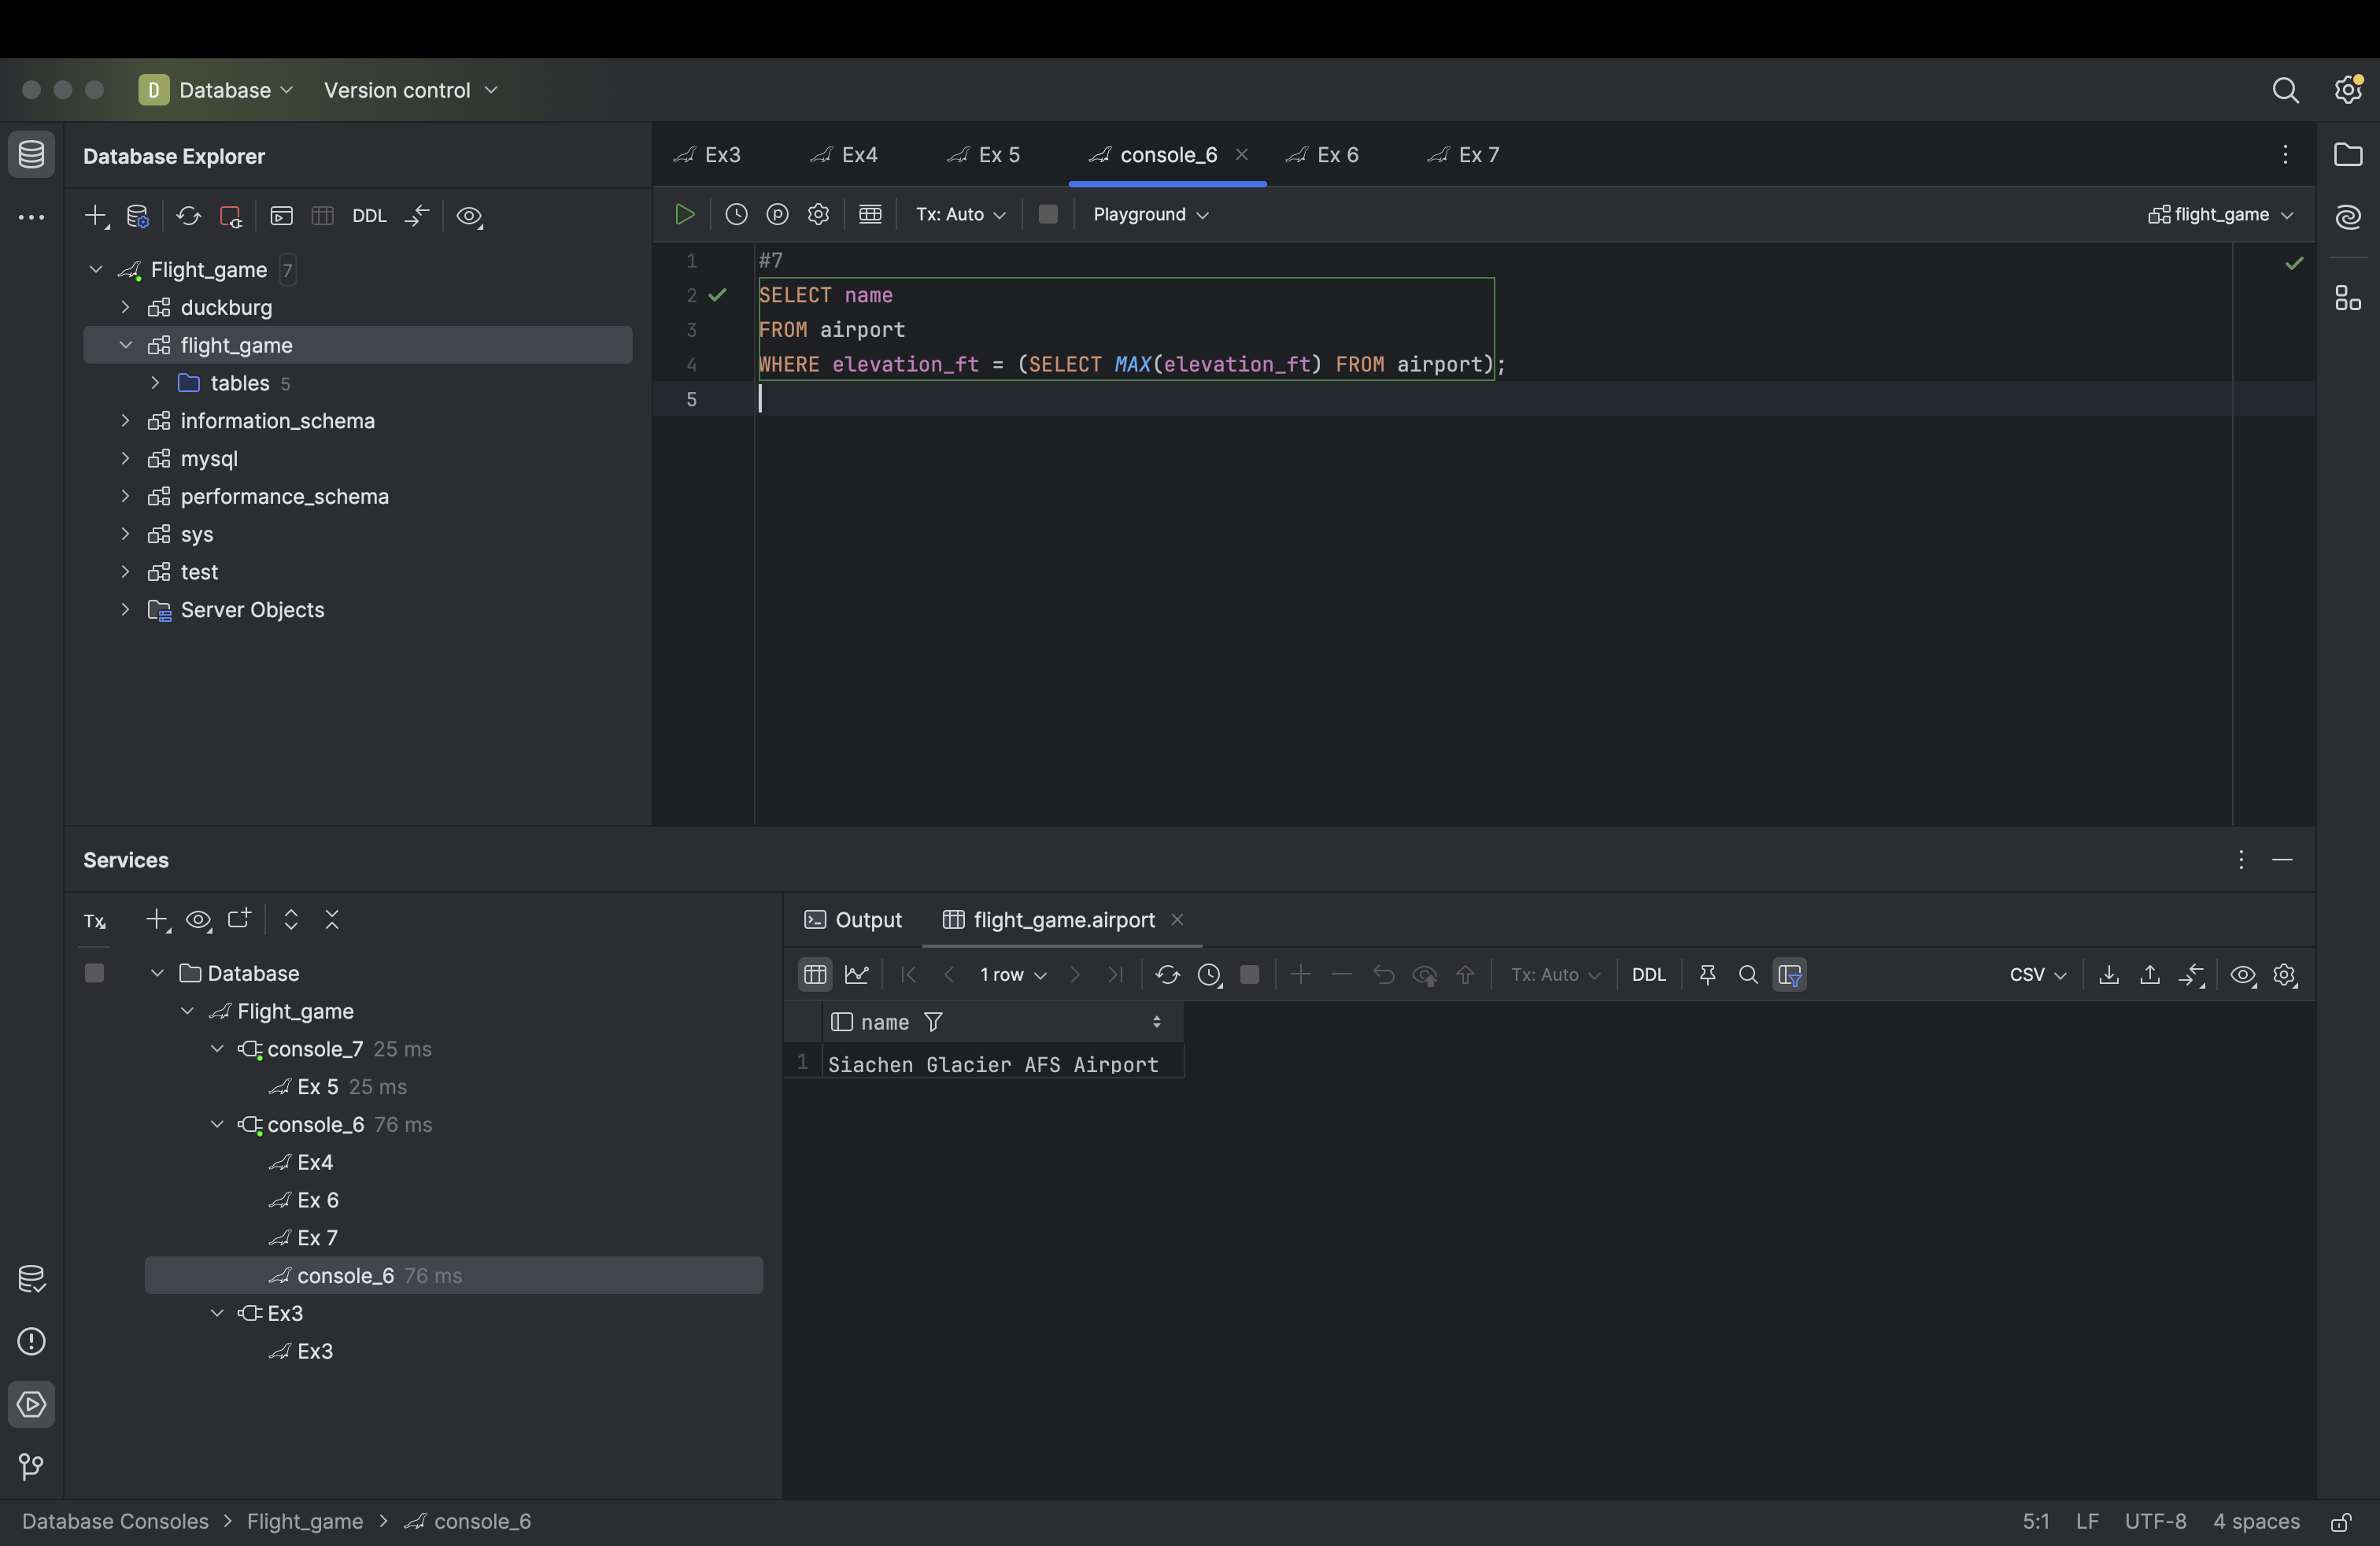 D Database Version control
Database Explorer
DDL
Flight_game 7
duckburg
flight_game
tables 5
information_schema
mysql
performance_schema
sys
test
Server Objects
Ex3 Ex4 Ex 5 console_6 Ex 6 Ex 7
Tx: Auto Playground flight_game
1 #7
2 SELECT name
3 FROM airport
4 WHERE elevation_ft = (SELECT MAX(elevation_ft) FROM airport);
5
Services
Tx
Database
Flight_game
console_7 25 ms
Ex 5 25 ms
console_6 76 ms
Ex4
Ex 6
Ex 7
console_6 76 ms
Ex3
Ex3
Output flight_game.airport
1 row Tx: Auto DDL CSV
name
1 Siachen Glacier AFS Airport
Database Consoles > Flight_game > console_6
5:1 LF UTF-8 4 spaces